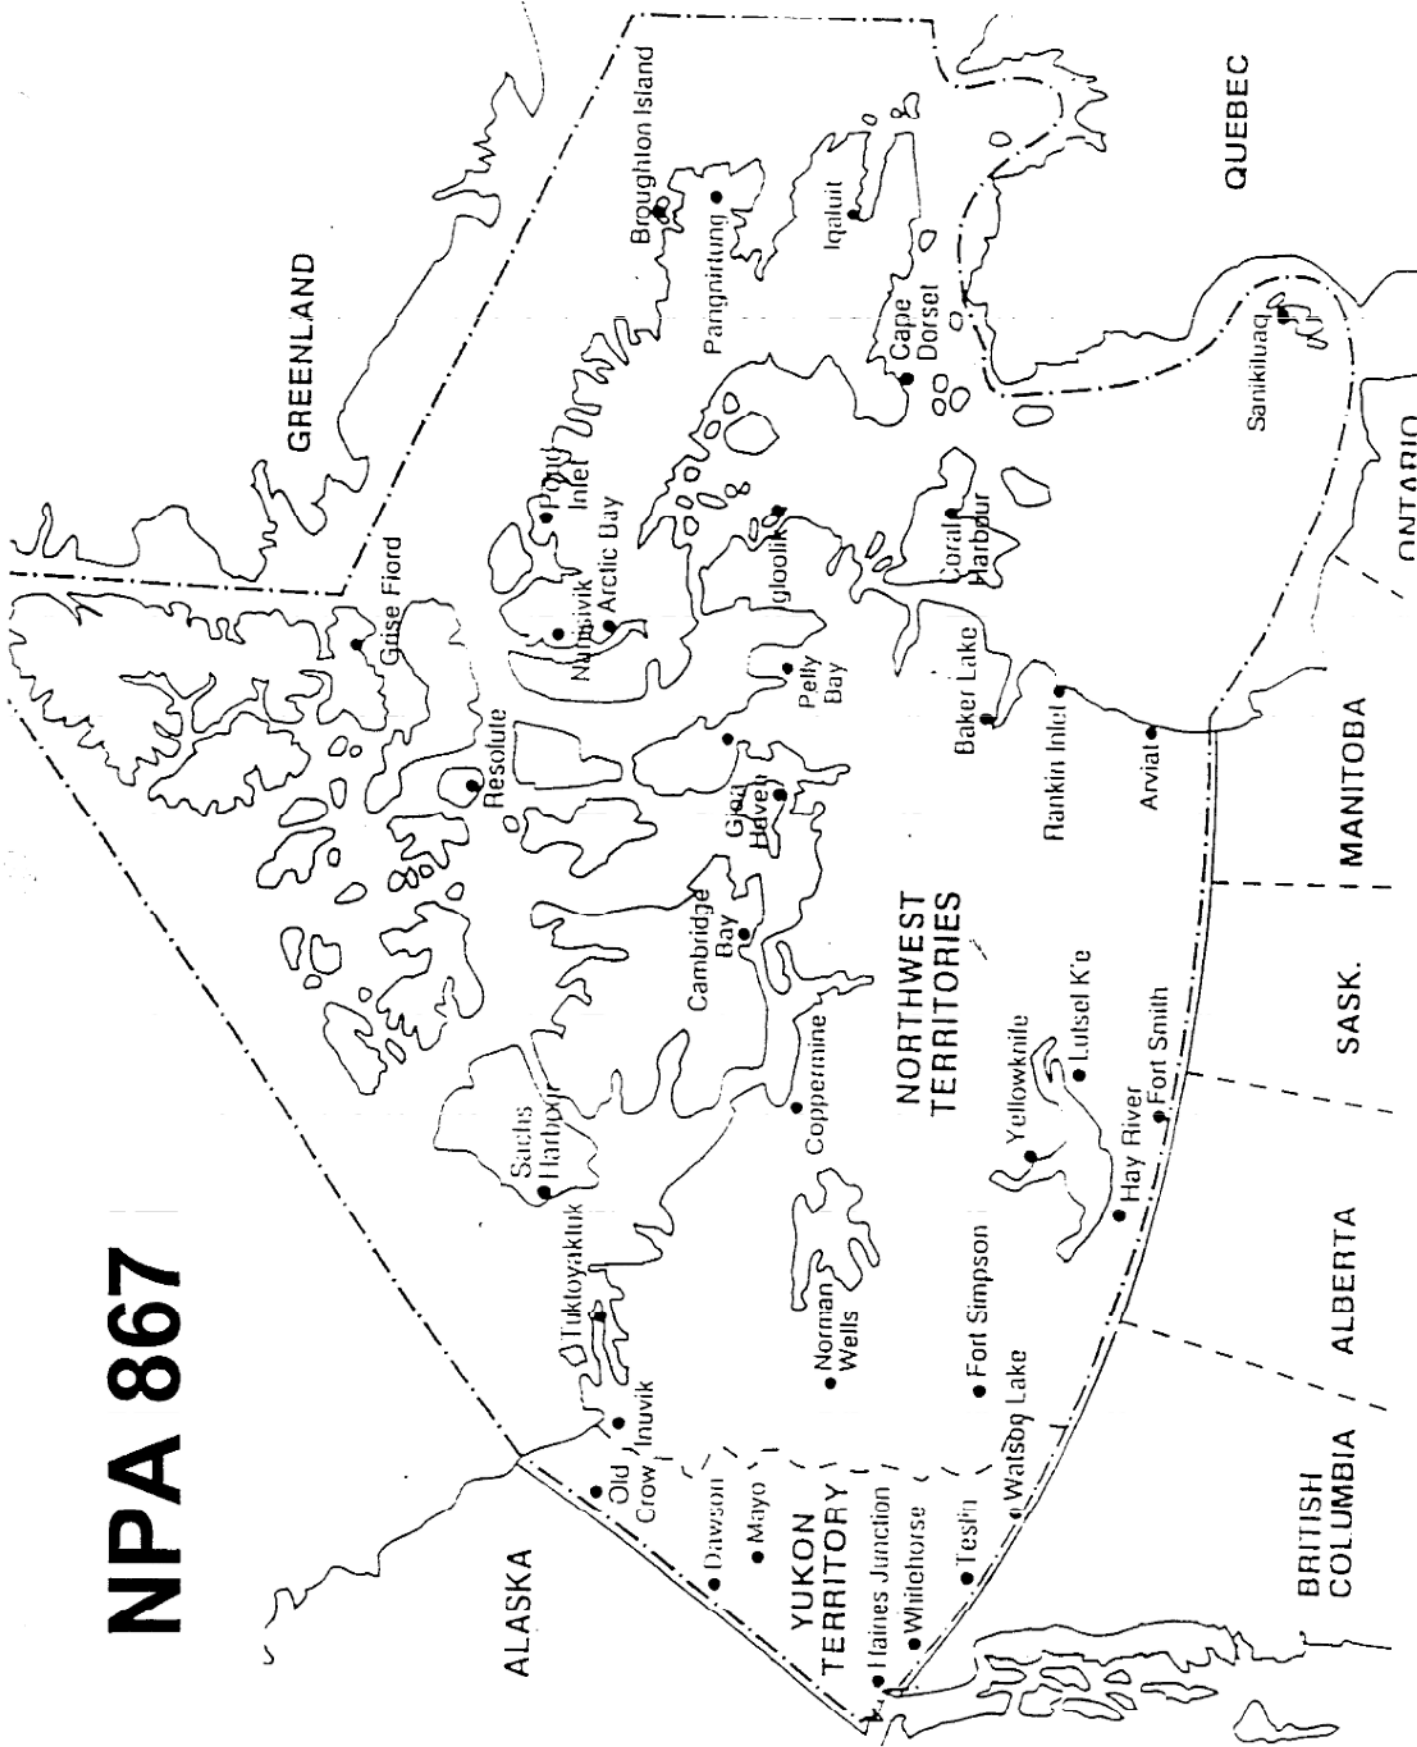 NPA 867
GREENLAND
ALASKA
Grise Fiord
Resolute
Pond
Inlet
Nanisivik
Arctic Bay
Broughton Island
Pangnirtung
Iqaluit
Cape
Dorset
Igloolik
Coral
Harbour
Pelly
Bay
Gjoa
Haven
Cambridge
Bay
Sachs
Harbour
Tuktoyaktuk
Inuvik
Old
Crow
Dawson
Mayo
YUKON
TERRITORY
Haines Junction
Whitehorse
Teslin
Watson Lake
Fort Simpson
Norman
Wells
Coppermine
NORTHWEST
TERRITORIES
Yellowknife
Lutsel K'e
Hay River
Fort Smith
Baker Lake
Rankin Inlet
Arviat
Sanikiluaq
QUEBEC
ONTARIO
MANITOBA
SASK.
ALBERTA
BRITISH
COLUMBIA